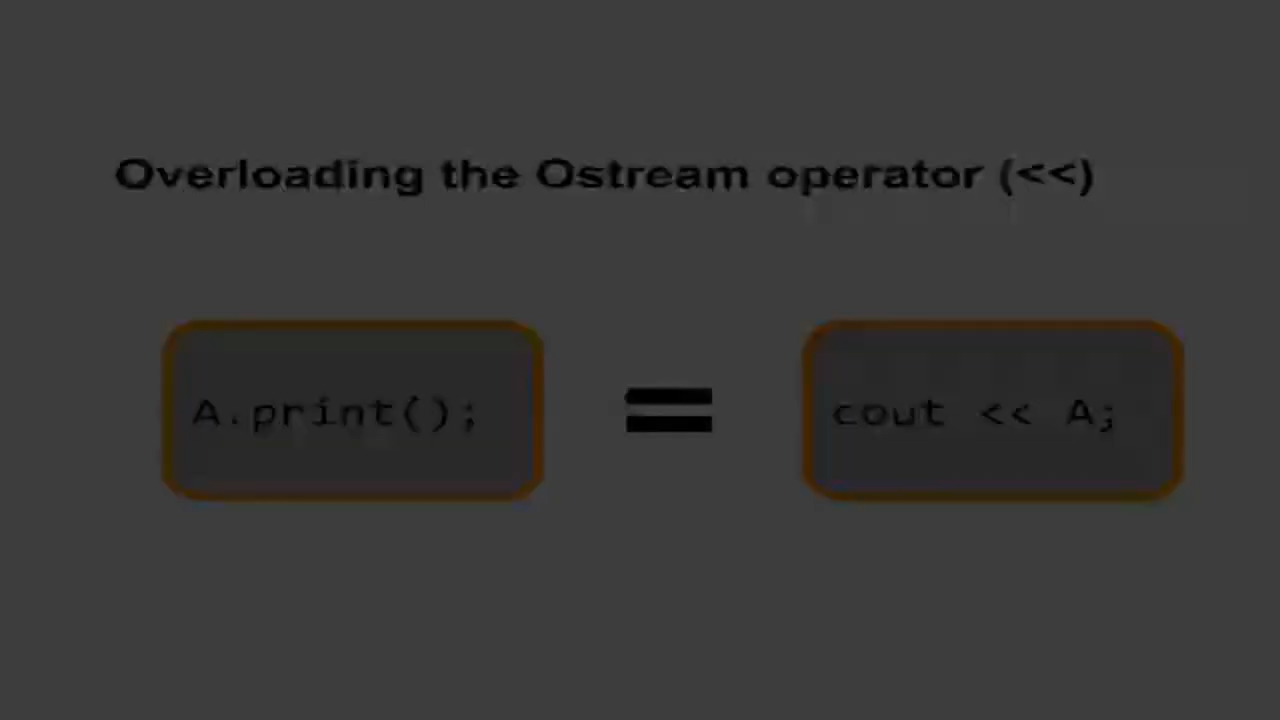 Overloading the Ostream operator (<<)
A.print(); = cout << A;